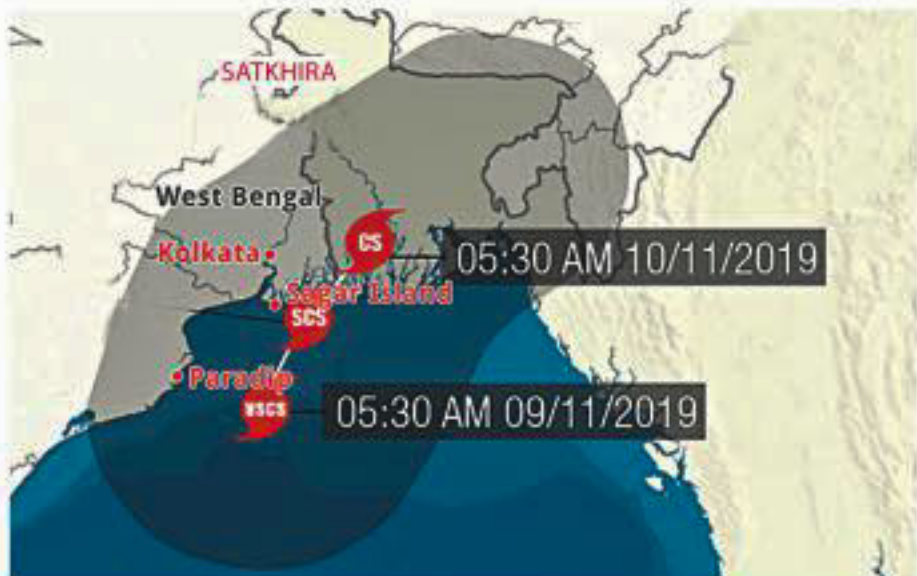 SATKHIRA
West Bengal
CS
Kolkata
05:30 AM 10/11/2019
Sagar Island
SCS
Paradip
VSCS
05:30 AM 09/11/2019